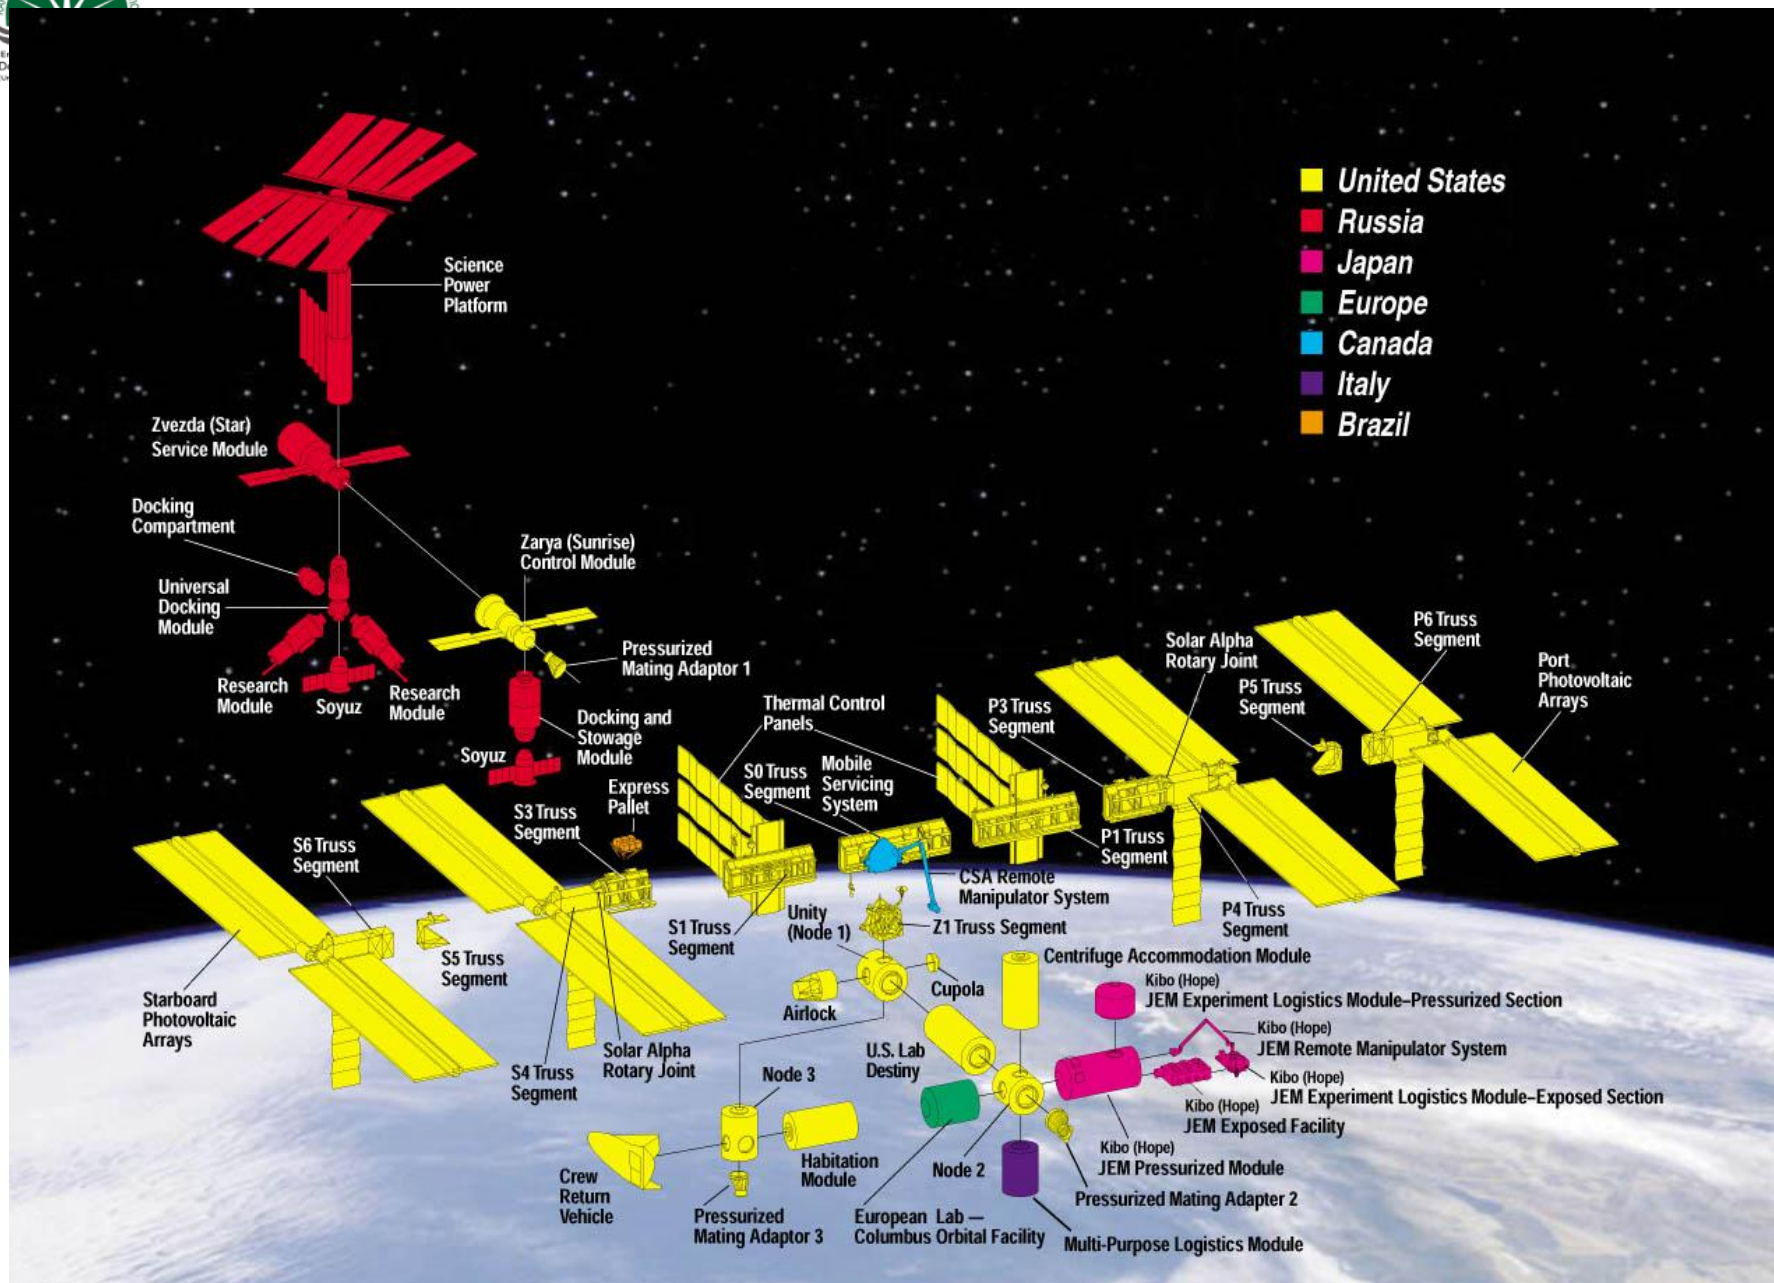 United States
Russia
Japan
Europe
Canada
Italy
Brazil
Science
Power
Platform
Zvezda (Star)
Service Module
Docking
Compartment
Universal
Docking
Module
Research
Module
Soyuz
Research
Module
Zarya (Sunrise)
Control Module
Pressurized
Mating Adaptor 1
Docking and
Stowage
Module
Soyuz
Express
Pallet
S3 Truss
Segment
S6 Truss
Segment
S5 Truss
Segment
Starboard
Photovoltaic
Arrays
S4 Truss
Segment
Solar Alpha
Rotary Joint
Thermal Control
Panels
S0 Truss
Segment
Mobile
Servicing
System
S1 Truss
Segment
P3 Truss
Segment
Solar Alpha
Rotary Joint
P5 Truss
Segment
P6 Truss
Segment
Port
Photovoltaic
Arrays
P1 Truss
Segment
P4 Truss
Segment
CSA Remote
Manipulator System
Z1 Truss Segment
Unity
(Node 1)
Cupola
Airlock
Centrifuge Accommodation Module
Kibo (Hope)
JEM Experiment Logistics Module–Pressurized Section
Kibo (Hope)
JEM Remote Manipulator System
Kibo (Hope)
JEM Experiment Logistics Module–Exposed Section
Kibo (Hope)
JEM Exposed Facility
Kibo (Hope)
JEM Pressurized Module
U.S. Lab
Destiny
Node 3
Habitation
Module
Crew
Return
Vehicle
Pressurized
Mating Adaptor 3
Node 2
European Lab —
Columbus Orbital Facility
Pressurized Mating Adapter 2
Multi-Purpose Logistics Module